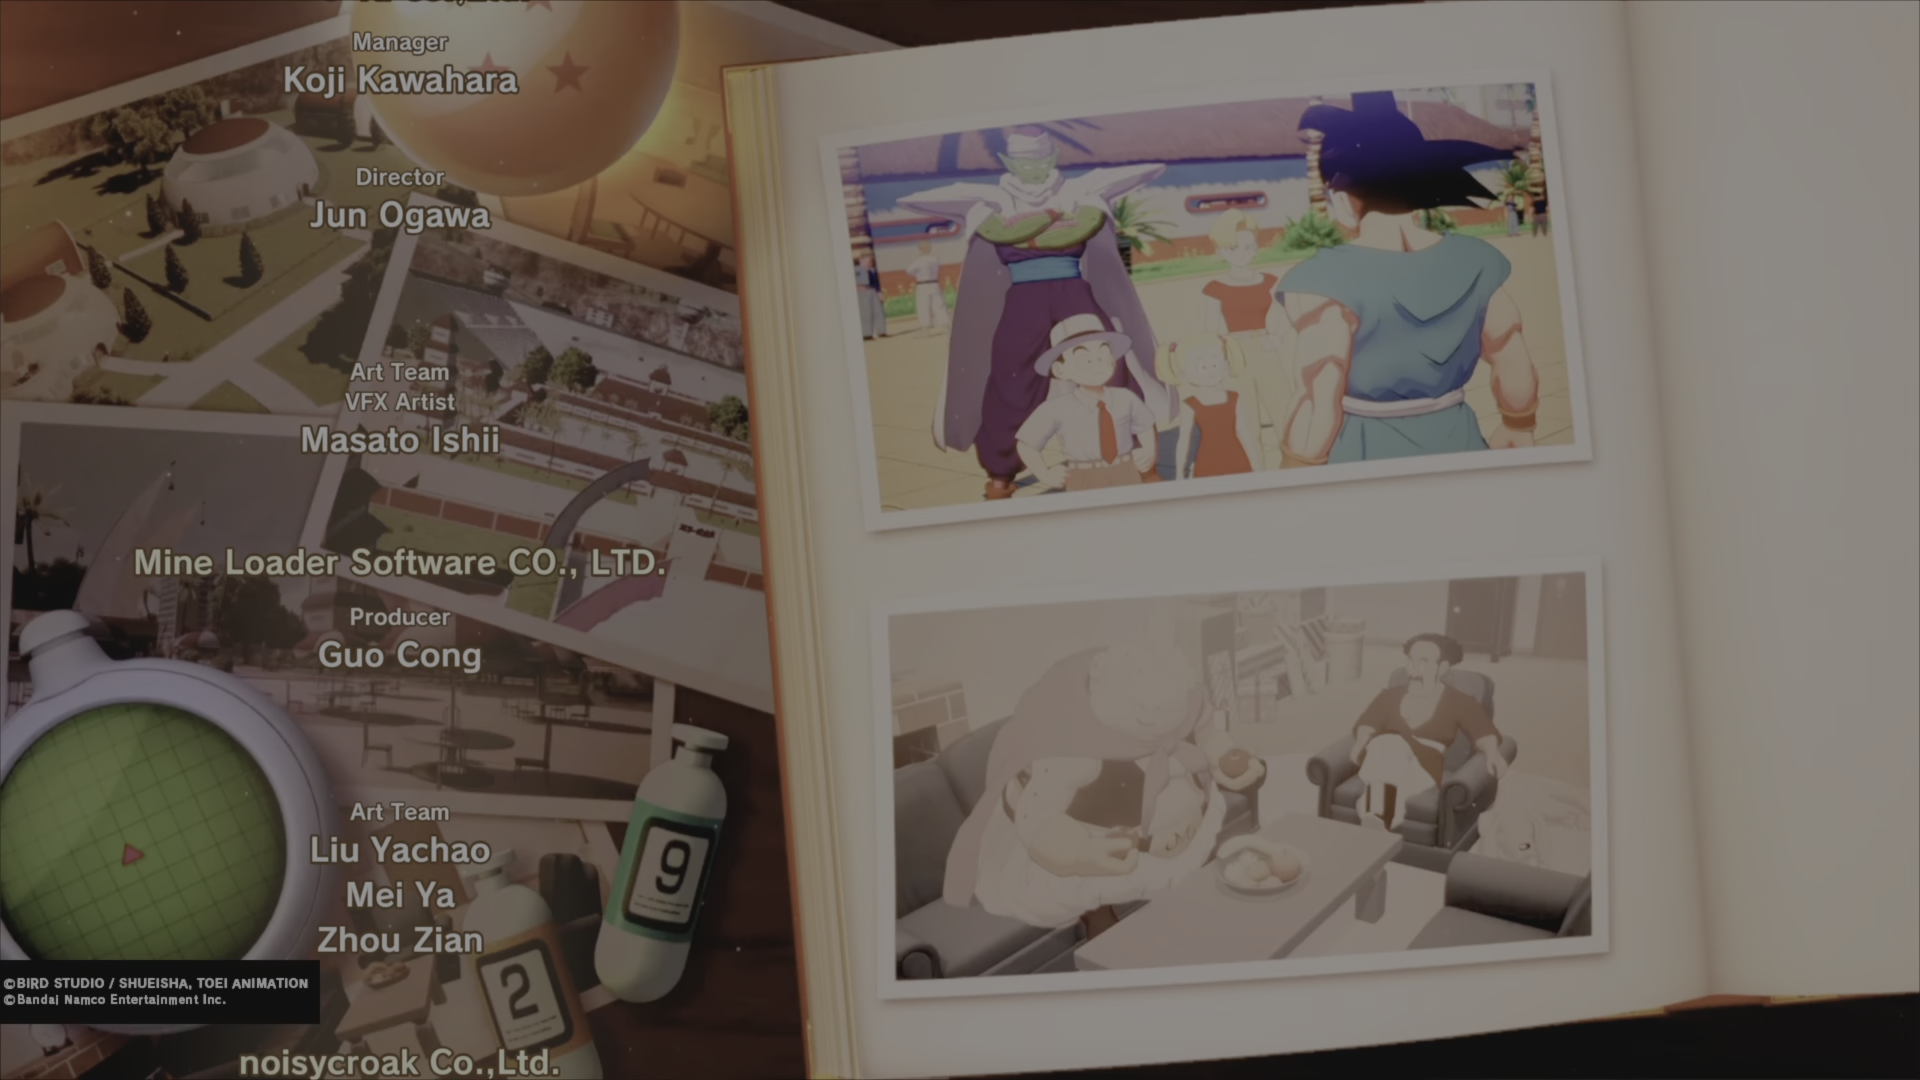 Manager
Koji Kawahara
Director
Jun Ogawa
Art Team
VFX Artist
Masato Ishii
Mine Loader Software CO., LTD.
Producer
Guo Cong
Art Team
Liu Yachao
Mei Ya
Zhou Zian
9
2
©BIRD STUDIO / SHUEISHA, TOEI ANIMATION
©Bandai Namco Entertainment Inc.
noisycroak Co.,Ltd.